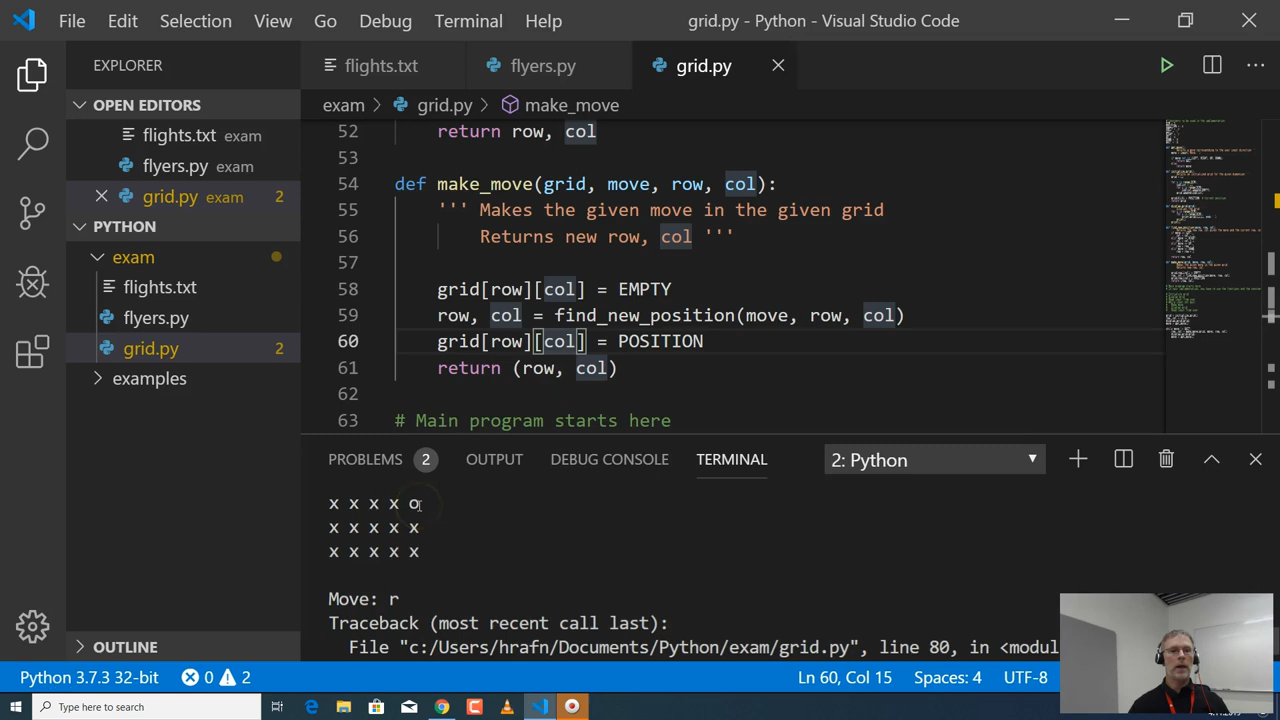 File Edit Selection View Go Debug Terminal Help grid.py - Python - Visual Studio Code
EXPLORER
OPEN EDITORS
flights.txt exam
flyers.py exam
grid.py exam 2
PYTHON
exam
flights.txt
flyers.py
grid.py 2
examples
OUTLINE
flights.txt flyers.py grid.py
exam > grid.py > make_move
52 return row, col
53
54 def make_move(grid, move, row, col):
55 ''' Makes the given move in the given grid
56 Returns new row, col '''
57
58 grid[row][col] = EMPTY
59 row, col = find_new_position(move, row, col)
60 grid[row][col] = POSITION
61 return (row, col)
62
63 # Main program starts here
PROBLEMS 2 OUTPUT DEBUG CONSOLE TERMINAL 2: Python
x x x x o
x x x x x
x x x x x
Move: r
Traceback (most recent call last):
File "c:/Users/hrafn/Documents/Python/exam/grid.py", line 80, in <modul
Python 3.7.3 32-bit 0 2 Ln 60, Col 15 Spaces: 4 UTF-8
Type here to search